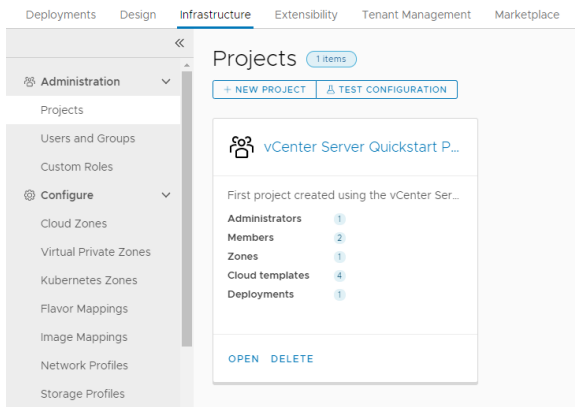 Deployments Design Infrastructure Extensibility Tenant Management Marketplace
Projects 1 items
+ NEW PROJECT TEST CONFIGURATION
Administration
Projects
Users and Groups
Custom Roles
Configure
Cloud Zones
Virtual Private Zones
Kubernetes Zones
Flavor Mappings
Image Mappings
Network Profiles
Storage Profiles
vCenter Server Quickstart P...
First project created using the vCenter Ser...
Administrators 1
Members 2
Zones 1
Cloud templates 4
Deployments 1
OPEN DELETE